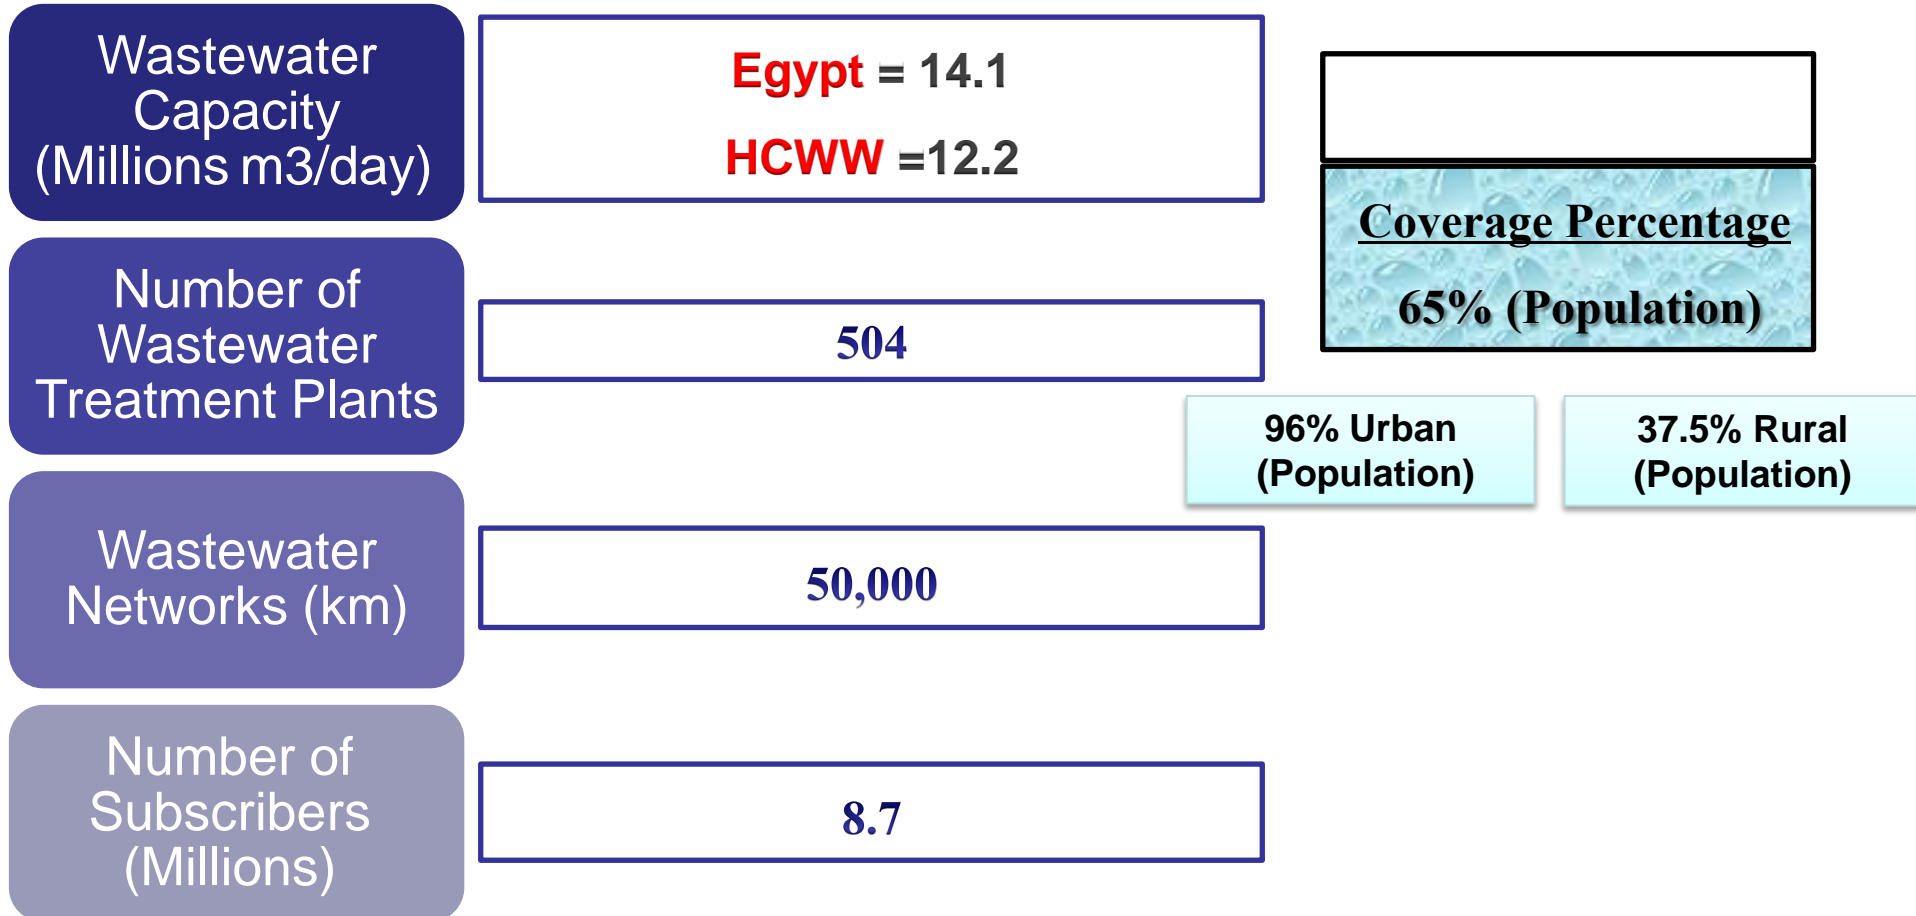 Wastewater
Capacity
(Millions m3/day)
Egypt = 14.1
HCWW =12.2
Number of
Wastewater
Treatment Plants
504
Wastewater
Networks (km)
50,000
Number of
Subscribers
(Millions)
8.7
Coverage Percentage
65% (Population)
96% Urban
(Population)
37.5% Rural
(Population)